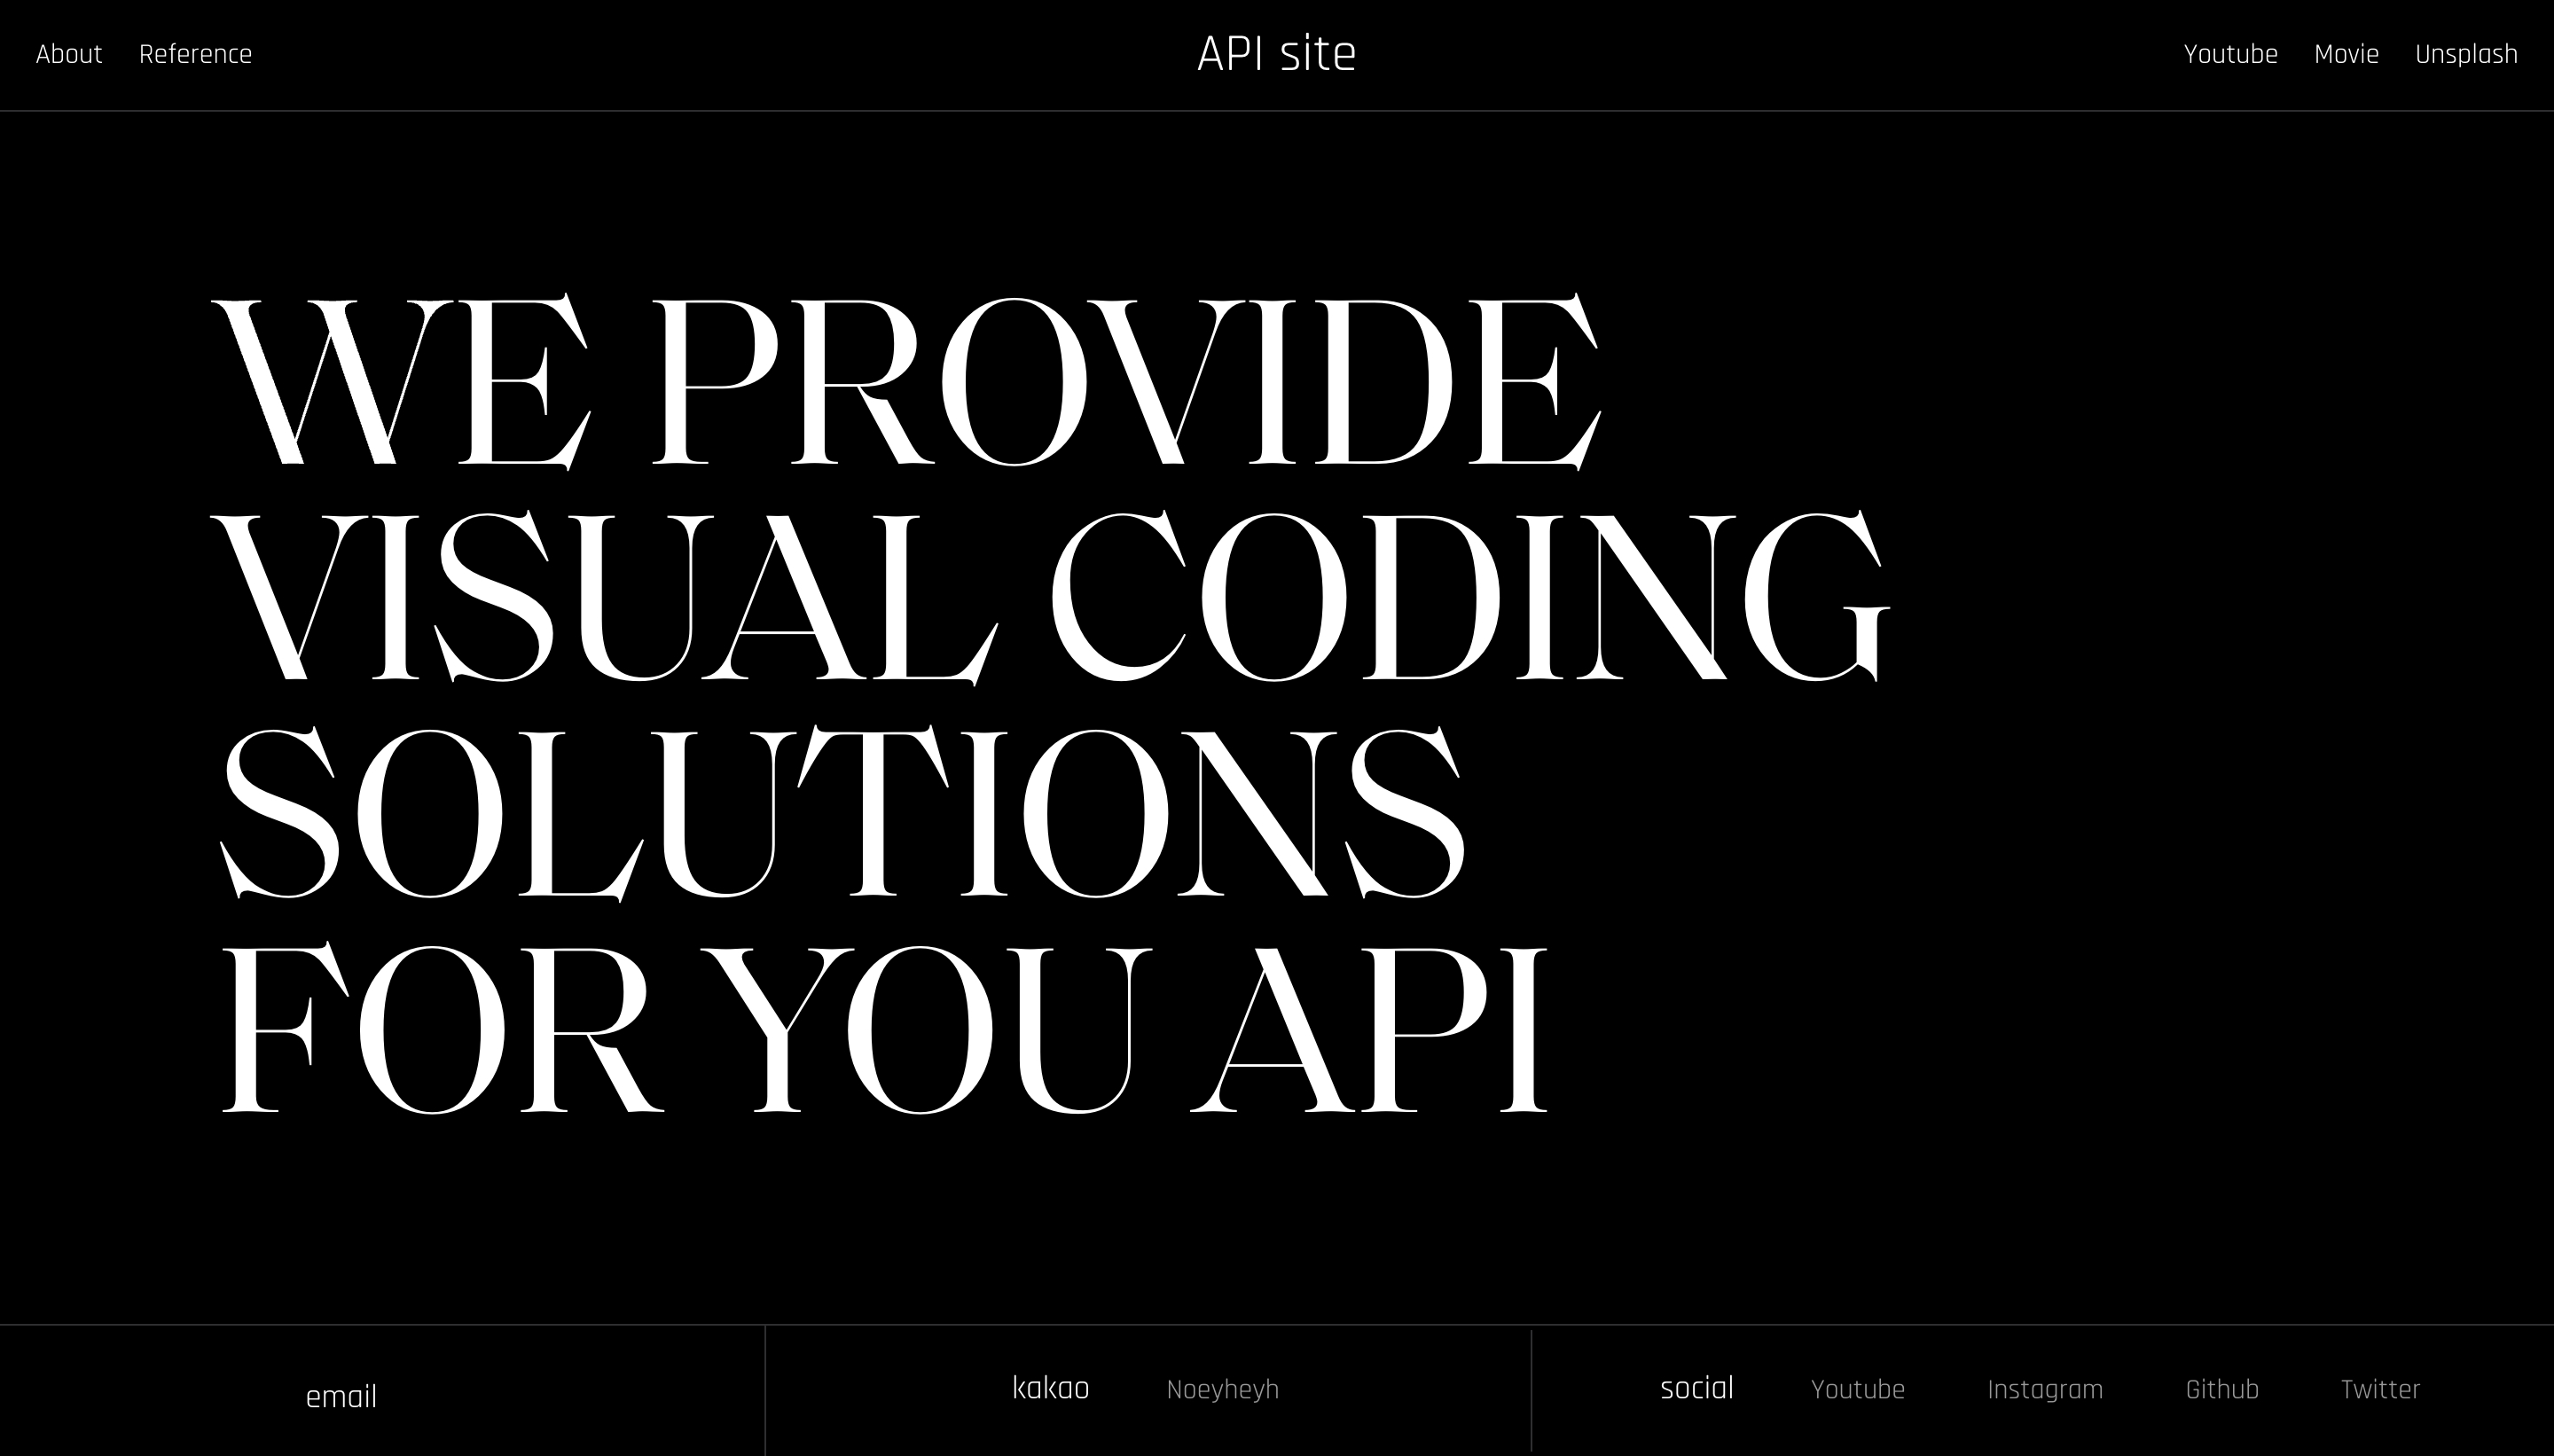 About Reference API site Youtube Movie Unsplash
WE PROVIDE
VISUAL CODING
SOLUTIONS
FOR YOU API
email kakao Noeyheyh social Youtube Instagram Github Twitter